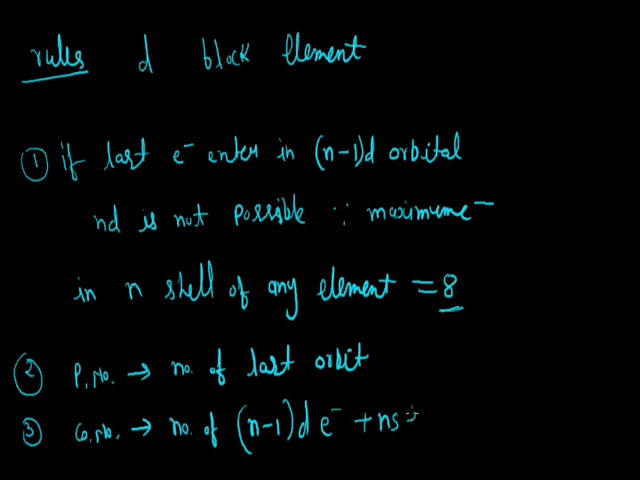 rules d block Element
① if last e⁻ enter in (n-1)d orbital
nd is not possible ∵ maximum e⁻
in n shell of any element = 8
② P.No. → no. of last orbit
③ G.No. → no. of (n-1)d e⁻ + ns